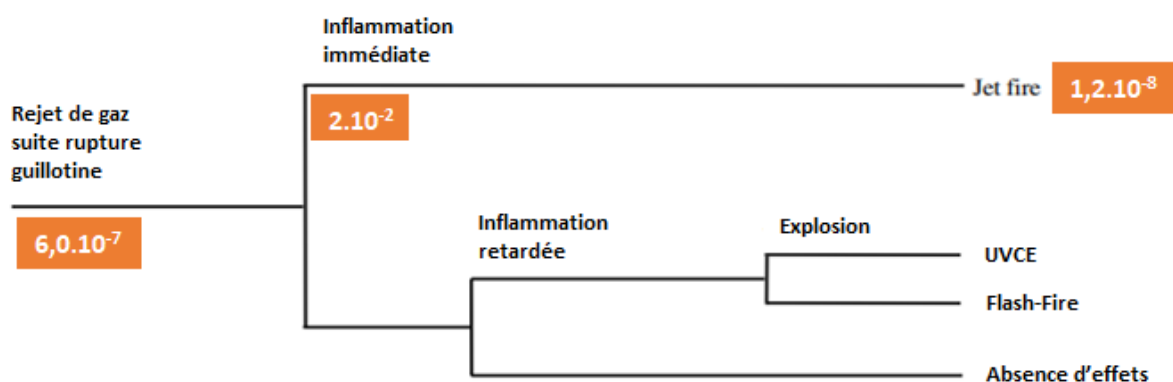 Inflammation
immédiate
Jet fire
1,2.10⁻⁸
2.10⁻²
Rejet de gaz
suite rupture
guillotine
6,0.10⁻⁷
Inflammation
retardée
Explosion
UVCE
Flash-Fire
Absence d'effets